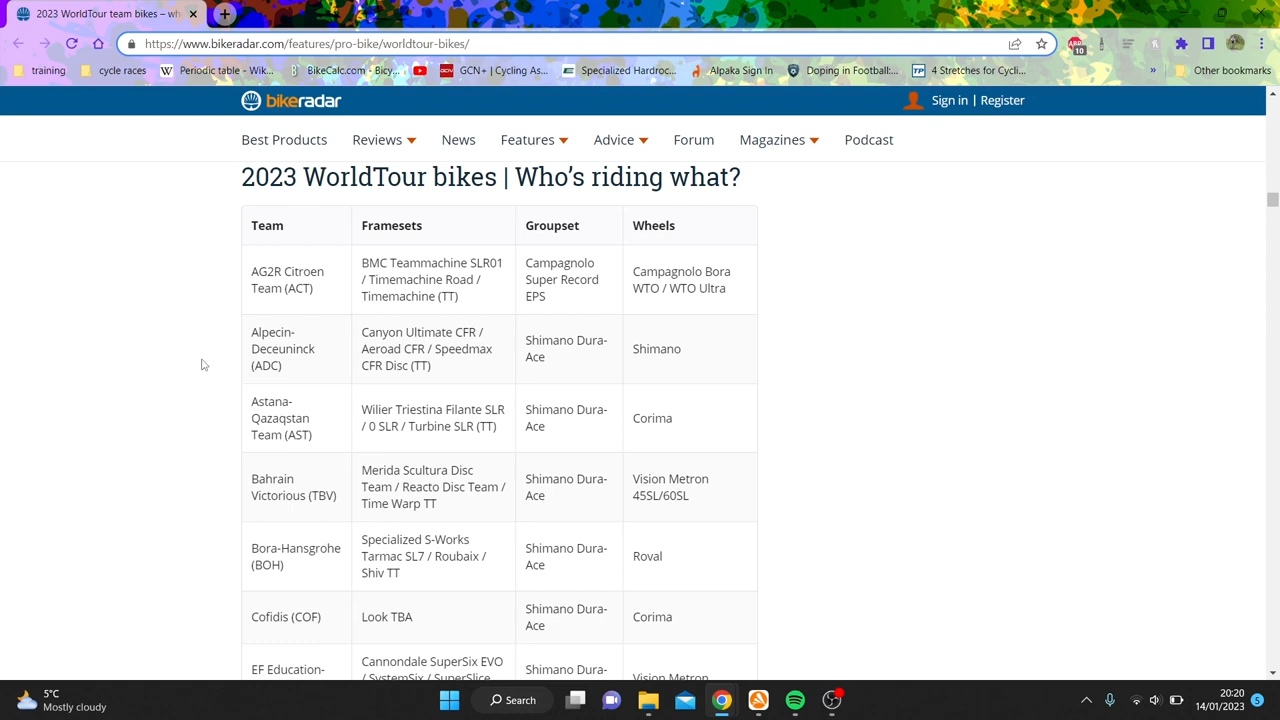 2023 WorldTour team bikes – wh
https://www.bikeradar.com/features/pro-bike/worldtour-bikes/
10
training
cycle races
Periodic table - Wik...
BikeCalc.com - Bicy...
GCN+ | Cycling As...
Specialized Hardroc...
Alpaka Sign In
Doping in Football:...
4 Stretches for Cycli...
»
Other bookmarks
bikeradar
Sign in | Register
Best Products
Reviews
News
Features
Advice
Forum
Magazines
Podcast
2023 WorldTour bikes | Who's riding what?
Team
Framesets
Groupset
Wheels
AG2R Citroen
Team (ACT)
BMC Teammachine SLR01
/ Timemachine Road /
Timemachine (TT)
Campagnolo
Super Record
EPS
Campagnolo Bora
WTO / WTO Ultra
Alpecin-
Deceuninck
(ADC)
Canyon Ultimate CFR /
Aeroad CFR / Speedmax
CFR Disc (TT)
Shimano Dura-
Ace
Shimano
Astana-
Qazaqstan
Team (AST)
Wilier Triestina Filante SLR
/ 0 SLR / Turbine SLR (TT)
Shimano Dura-
Ace
Corima
Bahrain
Victorious (TBV)
Merida Scultura Disc
Team / Reacto Disc Team /
Time Warp TT
Shimano Dura-
Ace
Vision Metron
45SL/60SL
Bora-Hansgrohe
(BOH)
Specialized S-Works
Tarmac SL7 / Roubaix /
Shiv TT
Shimano Dura-
Ace
Roval
Cofidis (COF)
Look TBA
Shimano Dura-
Ace
Corima
EF Education-
Cannondale SuperSix EVO
/ SystemSix / SuperSlice
Shimano Dura-
Vision Metron
5°C
Mostly cloudy
Search
20:20
14/01/2023
5